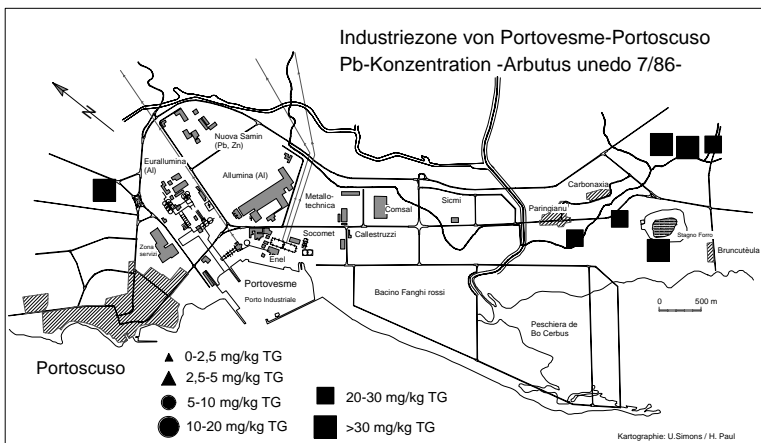 Industriezone von Portovesme-Portoscuso
Pb-Konzentration -Arbutus unedo 7/86-
N
Nuova Samin
(Pb, Zn)
Eurallumina
(Al)
Allumina (Al)
Metallo-
technica
Comsal
Sicmi
Carbonaxia
Paringianu
Socomet
Callestruzzi
Stagno Forro
Bruncutèula
Zona
servizi
Enel
Portovesme
Porto Industriale
Bacino Fanghi rossi
0
500 m
Peschiera de
Bo Cerbus
Portoscuso
0-2,5 mg/kg TG
2,5-5 mg/kg TG
5-10 mg/kg TG
10-20 mg/kg TG
20-30 mg/kg TG
>30 mg/kg TG
Kartographie: U.Simons / H. Paul